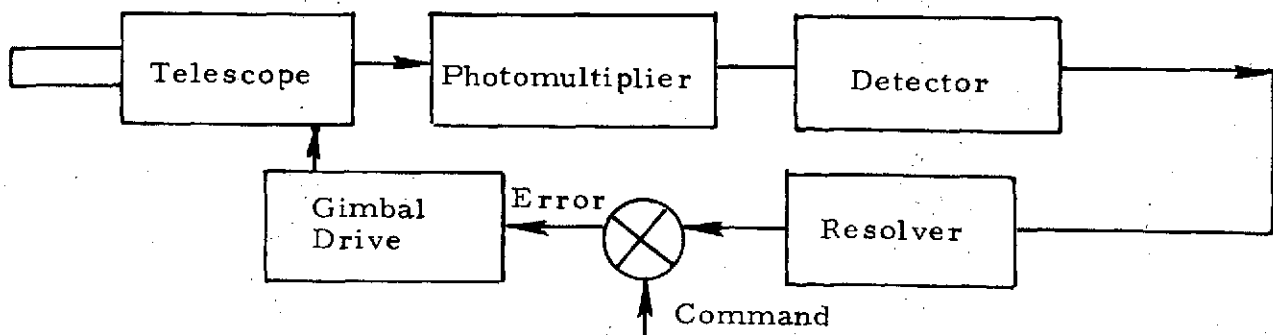 Telescope
Photomultiplier
Detector
Gimbal
Drive
Error
Resolver
Command